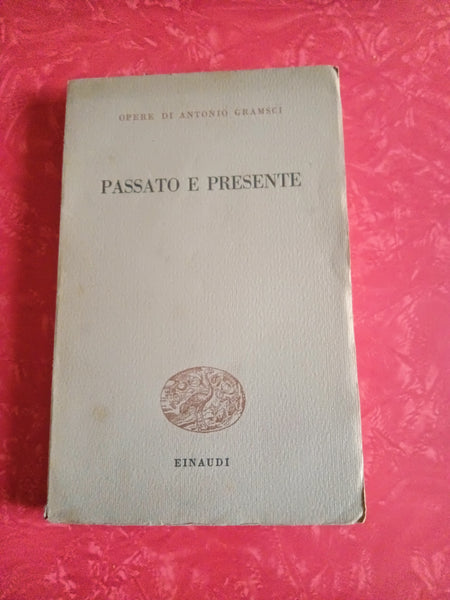 OPERE DI ANTONIO GRAMSCI
PASSATO E PRESENTE
EINAUDI